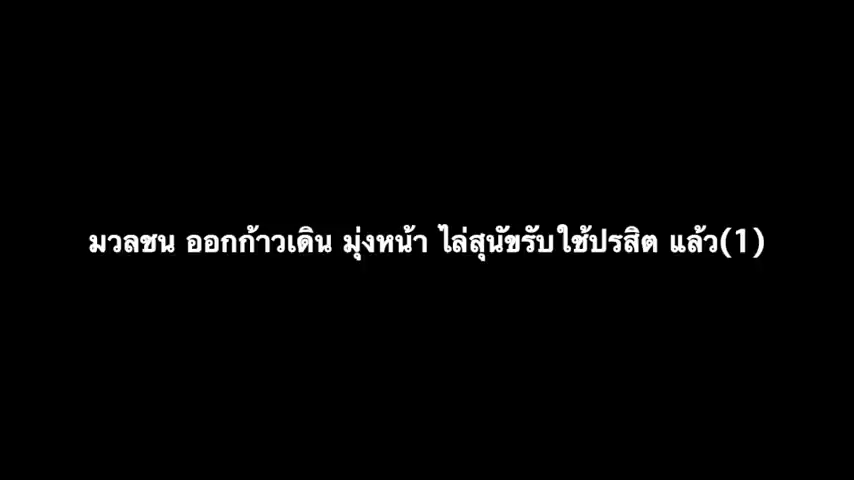 มวลชน ออกก้าวเดิน มุ่งหน้า ไล่สุนัขรับใช้ปรสิต แล้ว(1)